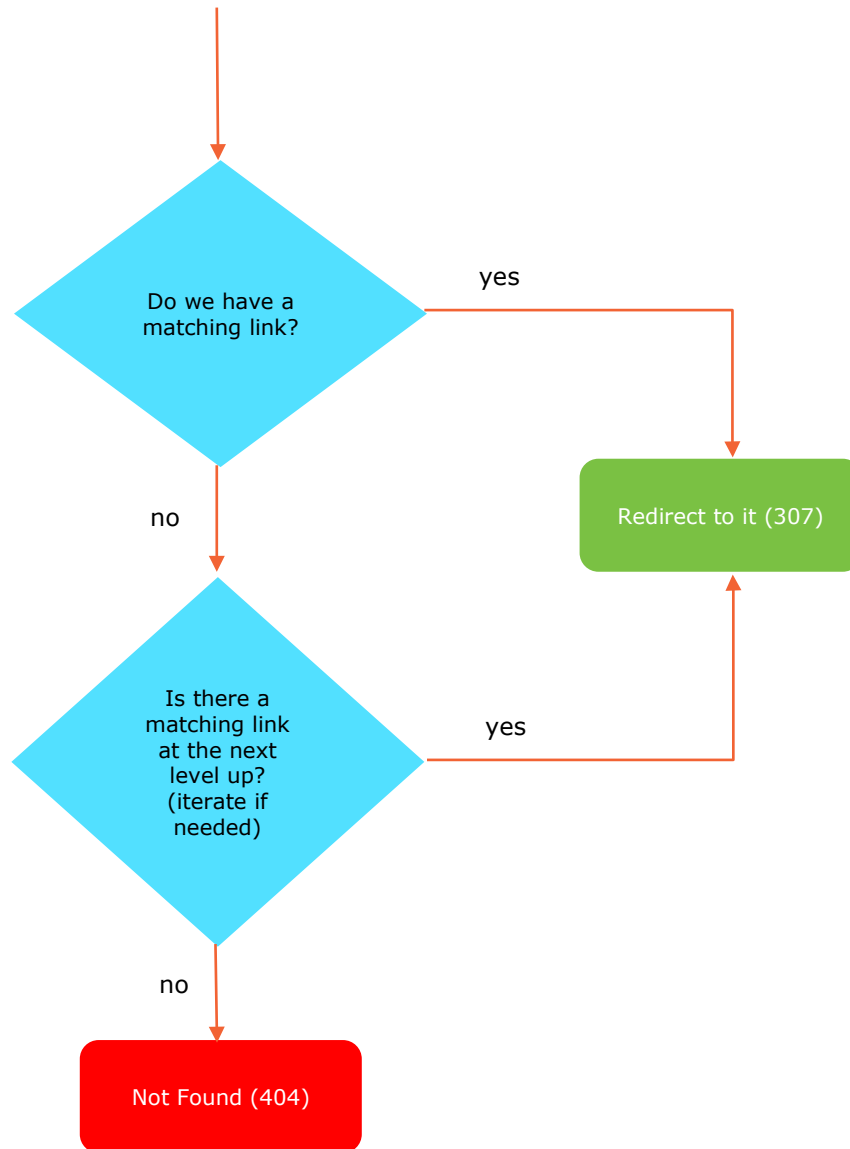 Do we have a
matching link?
yes
no
Redirect to it (307)
Is there a
matching link
at the next
level up?
(iterate if
needed)
yes
no
Not Found (404)